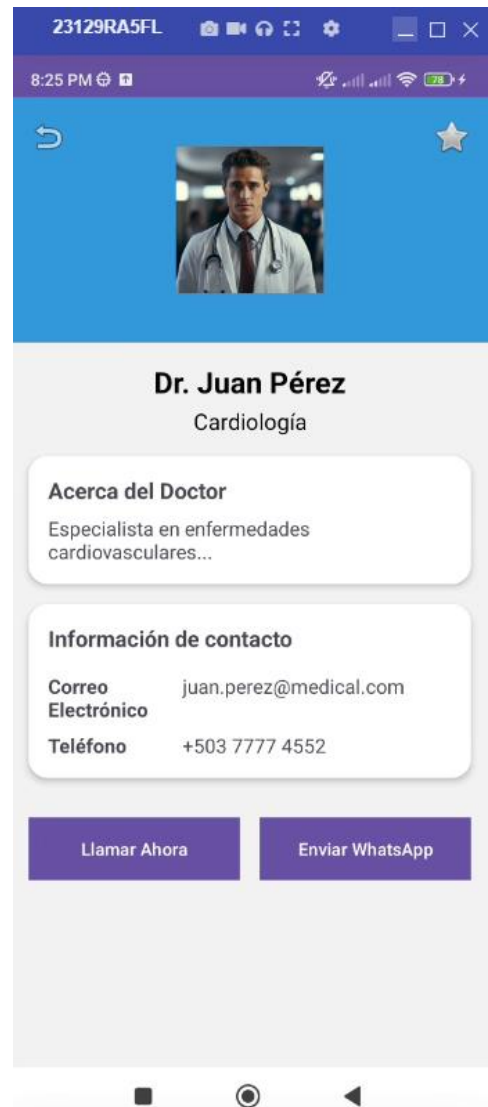 23129RA5FL
8:25 PM
78
Dr. Juan Pérez
Cardiología
Acerca del Doctor
Especialista en enfermedades
cardiovasculares...
Información de contacto
Correo
Electrónico
juan.perez@medical.com
Teléfono
+503 7777 4552
Llamar Ahora
Enviar WhatsApp